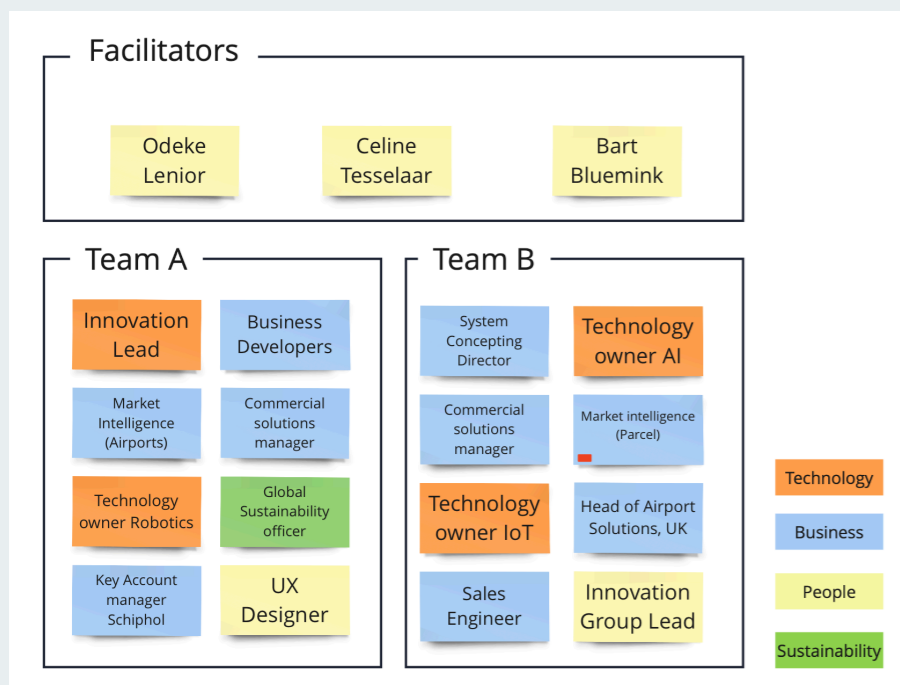 Facilitators
Odeke
Lenior
Celine
Tesselaar
Bart
Bluemink
Team A
Innovation
Lead
Business
Developers
Market
Intelligence
(Airports)
Commercial
solutions
manager
Technology
owner Robotics
Global
Sustainability
officer
Key Account
manager
Schiphol
UX
Designer
Team B
System
Concepting
Director
Technology
owner AI
Commercial
solutions
manager
Market intelligence
(Parcel)
Technology
owner IoT
Head of Airport
Solutions, UK
Sales
Engineer
Innovation
Group Lead
Technology
Business
People
Sustainability